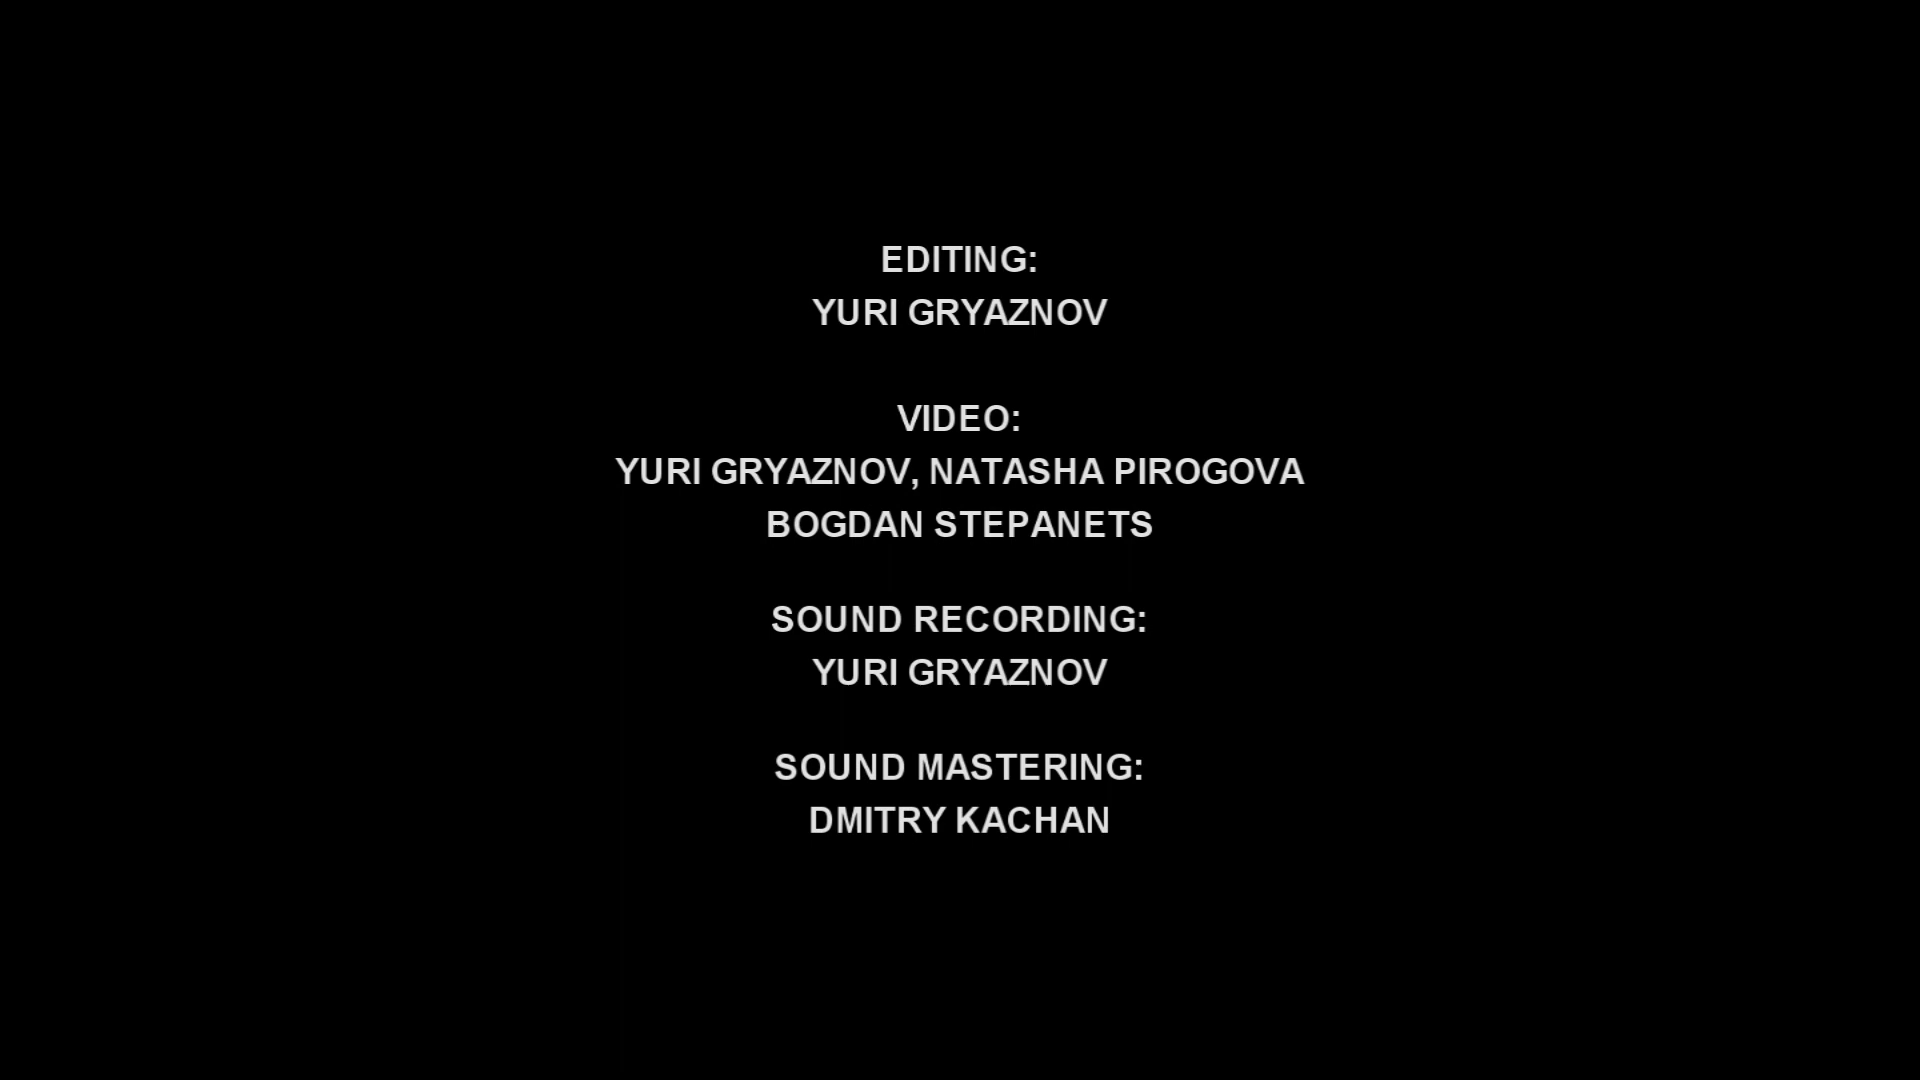 EDITING:
YURI GRYAZNOV
VIDEO:
YURI GRYAZNOV, NATASHA PIROGOVA
BOGDAN STEPANETS
SOUND RECORDING:
YURI GRYAZNOV
SOUND MASTERING:
DMITRY KACHAN